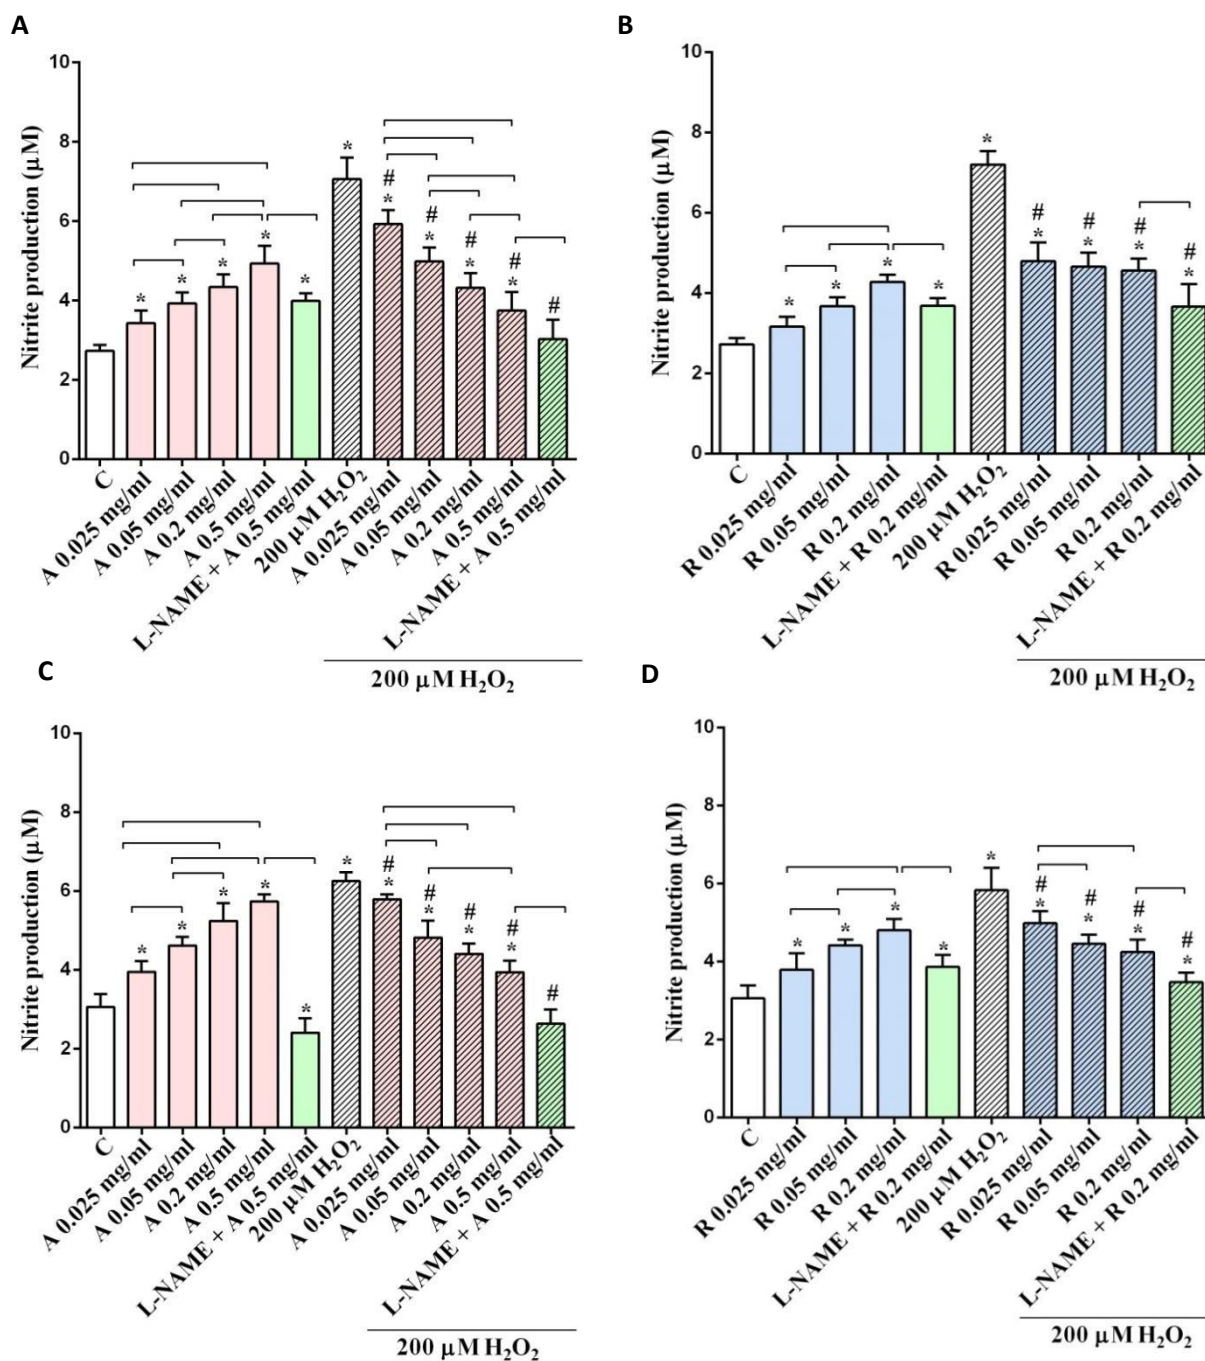 A
Nitrite production (μM)
10
8
6
4
2
0
* * * * * * # * # * # * # * #
C
A 0.025 mg/ml
A 0.05 mg/ml
A 0.2 mg/ml
A 0.5 mg/ml
L-NAME + A 0.5 mg/ml
200 μM H₂O₂
A 0.025 mg/ml
A 0.05 mg/ml
A 0.2 mg/ml
A 0.5 mg/ml
L-NAME + A 0.5 mg/ml
200 μM H₂O₂
B
Nitrite production (μM)
10
8
6
4
2
0
* * * * * # * # * # * # *
C
R 0.025 mg/ml
R 0.05 mg/ml
R 0.2 mg/ml
L-NAME + R 0.2 mg/ml
200 μM H₂O₂
R 0.025 mg/ml
R 0.05 mg/ml
R 0.2 mg/ml
L-NAME + R 0.2 mg/ml
200 μM H₂O₂
C
Nitrite production (μM)
10
8
6
4
2
0
* * * * * * # * # * # * # * #
C
A 0.025 mg/ml
A 0.05 mg/ml
A 0.2 mg/ml
A 0.5 mg/ml
L-NAME + A 0.5 mg/ml
200 μM H₂O₂
A 0.025 mg/ml
A 0.05 mg/ml
A 0.2 mg/ml
A 0.5 mg/ml
L-NAME + A 0.5 mg/ml
200 μM H₂O₂
D
Nitrite production (μM)
10
8
6
4
2
0
* * * * * # * # * # * # *
C
R 0.025 mg/ml
R 0.05 mg/ml
R 0.2 mg/ml
L-NAME + R 0.2 mg/ml
200 μM H₂O₂
R 0.025 mg/ml
R 0.05 mg/ml
R 0.2 mg/ml
L-NAME + R 0.2 mg/ml
200 μM H₂O₂